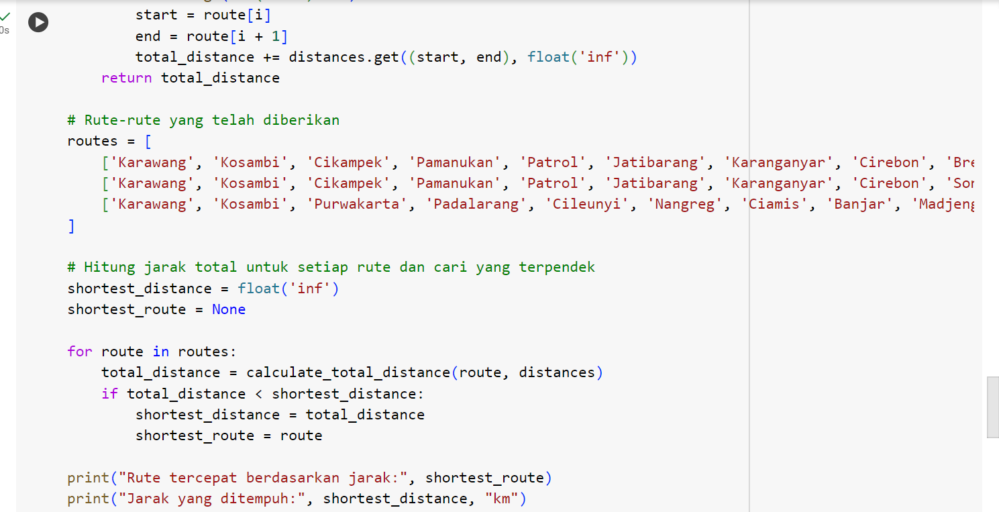 start = route[i]
0s
end = route[i + 1]
total_distance += distances.get((start, end), float('inf'))
return total_distance
# Rute-rute yang telah diberikan
routes = [
['Karawang', 'Kosambi', 'Cikampek', 'Pamanukan', 'Patrol', 'Jatibarang', 'Karanganyar', 'Cirebon', 'Bre
['Karawang', 'Kosambi', 'Cikampek', 'Pamanukan', 'Patrol', 'Jatibarang', 'Karanganyar', 'Cirebon', 'Sor
['Karawang', 'Kosambi', 'Purwakarta', 'Padalarang', 'Cileunyi', 'Nangreg', 'Ciamis', 'Banjar', 'Madjeng
]
# Hitung jarak total untuk setiap rute dan cari yang terpendek
shortest_distance = float('inf')
shortest_route = None
for route in routes:
total_distance = calculate_total_distance(route, distances)
if total_distance < shortest_distance:
shortest_distance = total_distance
shortest_route = route
print("Rute tercepat berdasarkan jarak:", shortest_route)
print("Jarak yang ditempuh:", shortest_distance, "km")